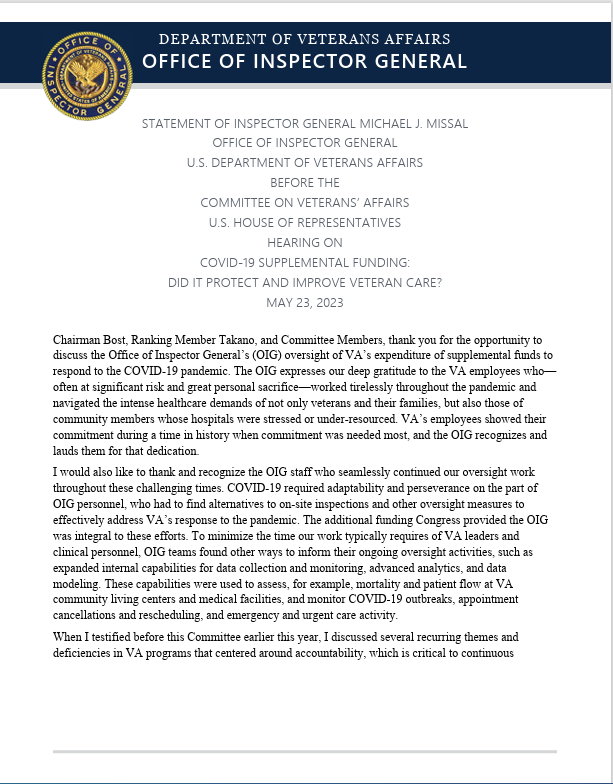 DEPARTMENT OF VETERANS AFFAIRS
OFFICE OF INSPECTOR GENERAL
OFFICE OF
INSPECTOR GENERAL
DEPARTMENT OF VETERANS AFFAIRS
UNITED STATES OF AMERICA
STATEMENT OF INSPECTOR GENERAL MICHAEL J. MISSAL
OFFICE OF INSPECTOR GENERAL
U.S. DEPARTMENT OF VETERANS AFFAIRS
BEFORE THE
COMMITTEE ON VETERANS’ AFFAIRS
U.S. HOUSE OF REPRESENTATIVES
HEARING ON
COVID-19 SUPPLEMENTAL FUNDING:
DID IT PROTECT AND IMPROVE VETERAN CARE?
MAY 23, 2023
Chairman Bost, Ranking Member Takano, and Committee Members, thank you for the opportunity to
discuss the Office of Inspector General’s (OIG) oversight of VA’s expenditure of supplemental funds to
respond to the COVID-19 pandemic. The OIG expresses our deep gratitude to the VA employees who—
often at significant risk and great personal sacrifice—worked tirelessly throughout the pandemic and
navigated the intense healthcare demands of not only veterans and their families, but also those of
community members whose hospitals were stressed or under-resourced. VA’s employees showed their
commitment during a time in history when commitment was needed most, and the OIG recognizes and
lauds them for that dedication.
I would also like to thank and recognize the OIG staff who seamlessly continued our oversight work
throughout these challenging times. COVID-19 required adaptability and perseverance on the part of
OIG personnel, who had to find alternatives to on-site inspections and other oversight measures to
effectively address VA’s response to the pandemic. The additional funding Congress provided the OIG
was integral to these efforts. To minimize the time our work typically requires of VA leaders and
clinical personnel, OIG teams found other ways to inform their ongoing oversight activities, such as
expanded internal capabilities for data collection and monitoring, advanced analytics, and data
modeling. These capabilities were used to assess, for example, mortality and patient flow at VA
community living centers and medical facilities, and monitor COVID-19 outbreaks, appointment
cancellations and rescheduling, and emergency and urgent care activity.
When I testified before this Committee earlier this year, I discussed several recurring themes and
deficiencies in VA programs that centered around accountability, which is critical to continuous